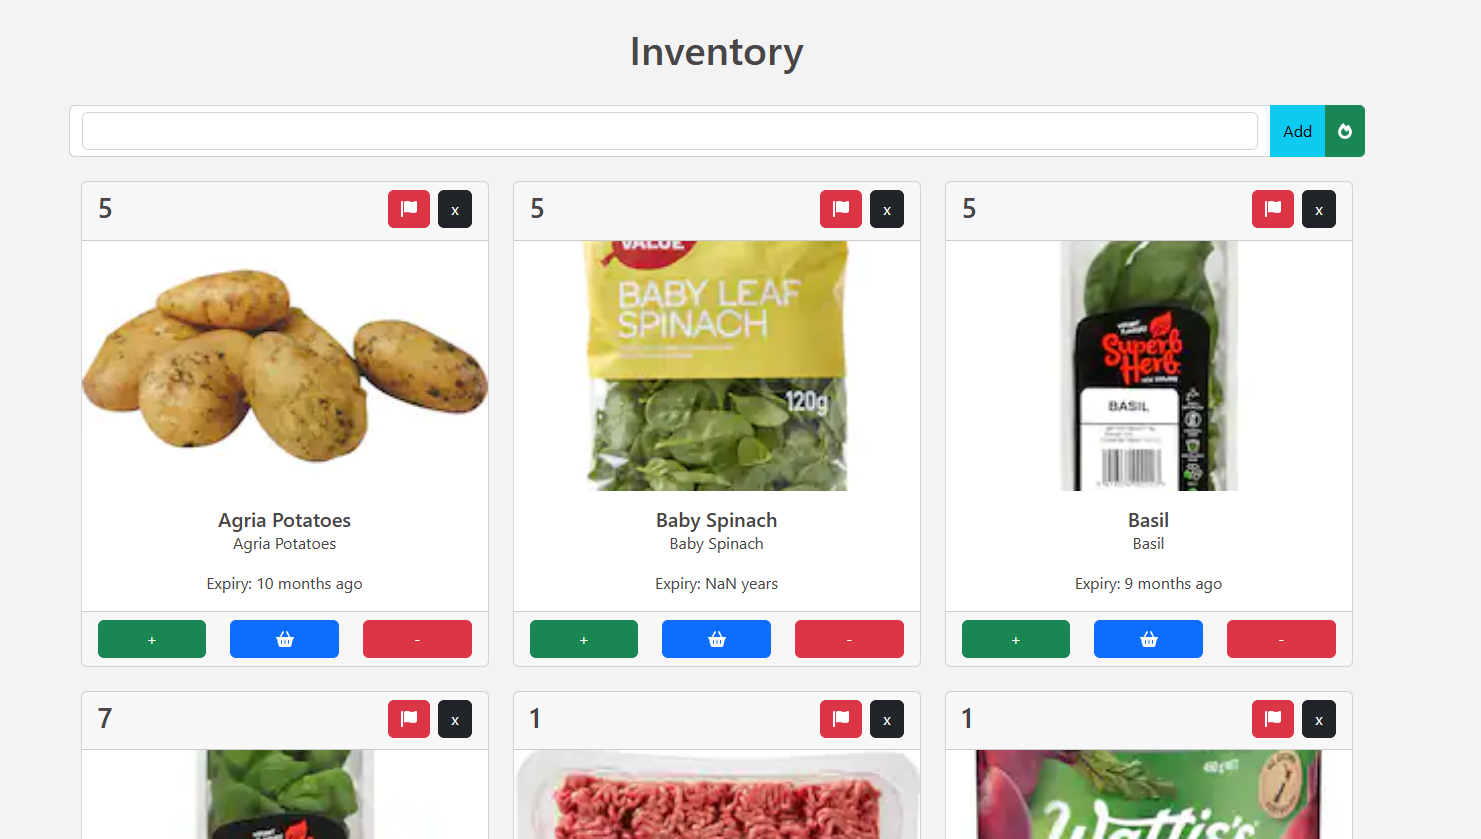 Inventory
Add
5
x
5
x
5
x
VALUE
BABY LEAF
SPINACH
120g
Superb
Herb
BASIL
Agria Potatoes
Agria Potatoes
Expiry: 10 months ago
Baby Spinach
Baby Spinach
Expiry: NaN years
Basil
Basil
Expiry: 9 months ago
+
-
+
-
+
-
7
x
1
x
1
x
Wattis's